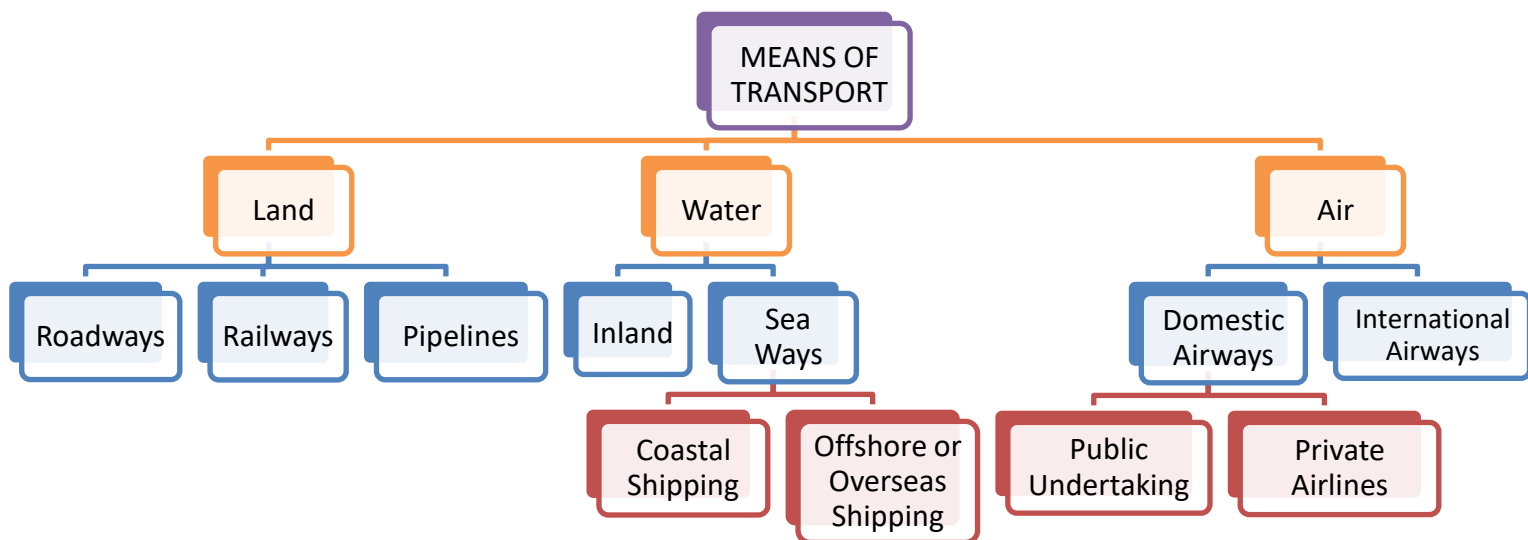 MEANS OF
TRANSPORT
Land
Water
Air
Roadways
Railways
Pipelines
Inland
Sea
Ways
Domestic
Airways
International
Airways
Coastal
Shipping
Offshore or
Overseas
Shipping
Public
Undertaking
Private
Airlines